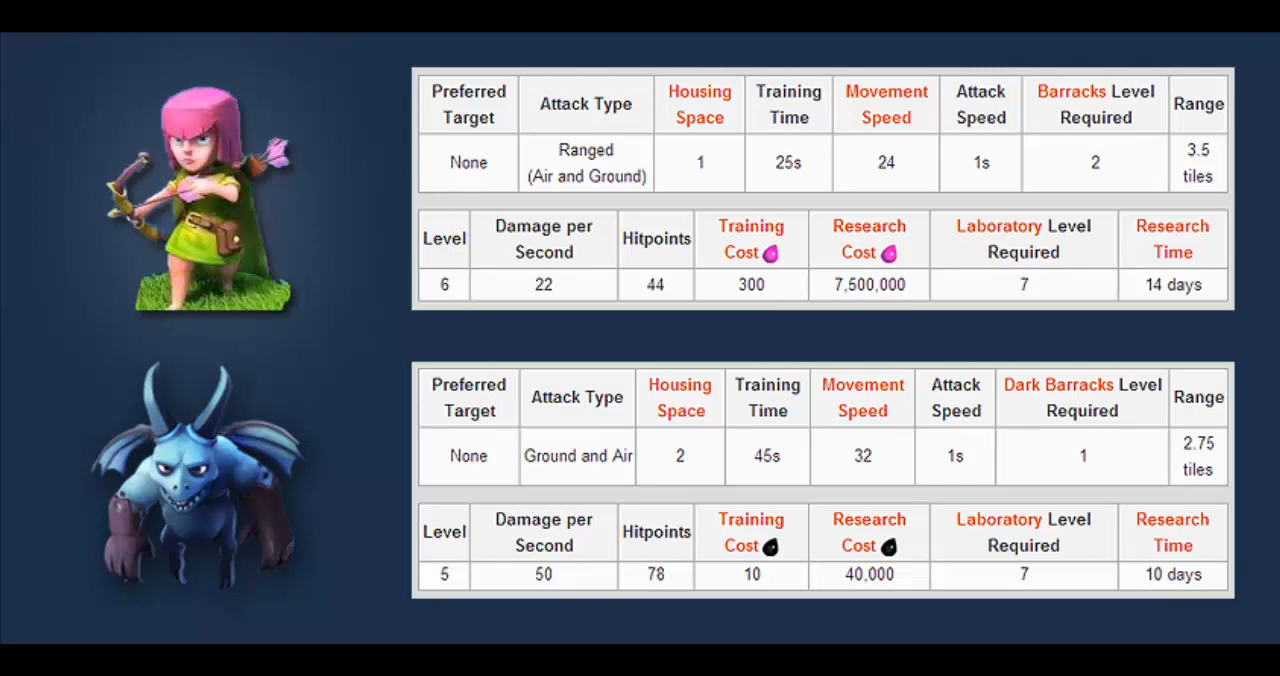 Preferred Target Attack Type Housing Space Training Time Movement Speed Attack Speed Barracks Level Required Range
None Ranged (Air and Ground) 1 25s 24 1s 2 3.5 tiles
Level Damage per Second Hitpoints Training Cost Research Cost Laboratory Level Required Research Time
6 22 44 300 7,500,000 7 14 days
Preferred Target Attack Type Housing Space Training Time Movement Speed Attack Speed Dark Barracks Level Required Range
None Ground and Air 2 45s 32 1s 1 2.75 tiles
Level Damage per Second Hitpoints Training Cost Research Cost Laboratory Level Required Research Time
5 50 78 10 40,000 7 10 days